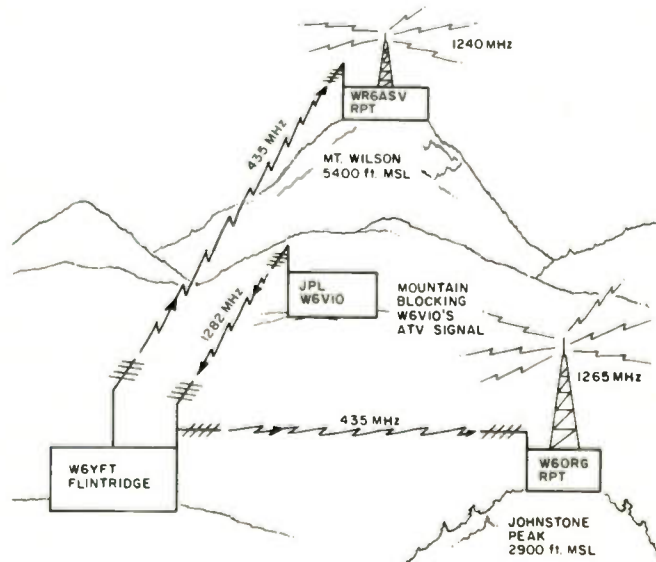 1240 MHz
WR6ASV
RPT
435 MHz
MT. WILSON
5400 ft. MSL
1282 MHz
JPL
W6VIO
MOUNTAIN
BLOCKING
W6VIO'S
ATV SIGNAL
1265 MHz
435 MHz
W6YFT
FLINTRIDGE
W6ORG
RPT
JOHNSTONE
PEAK
2900 ft. MSL